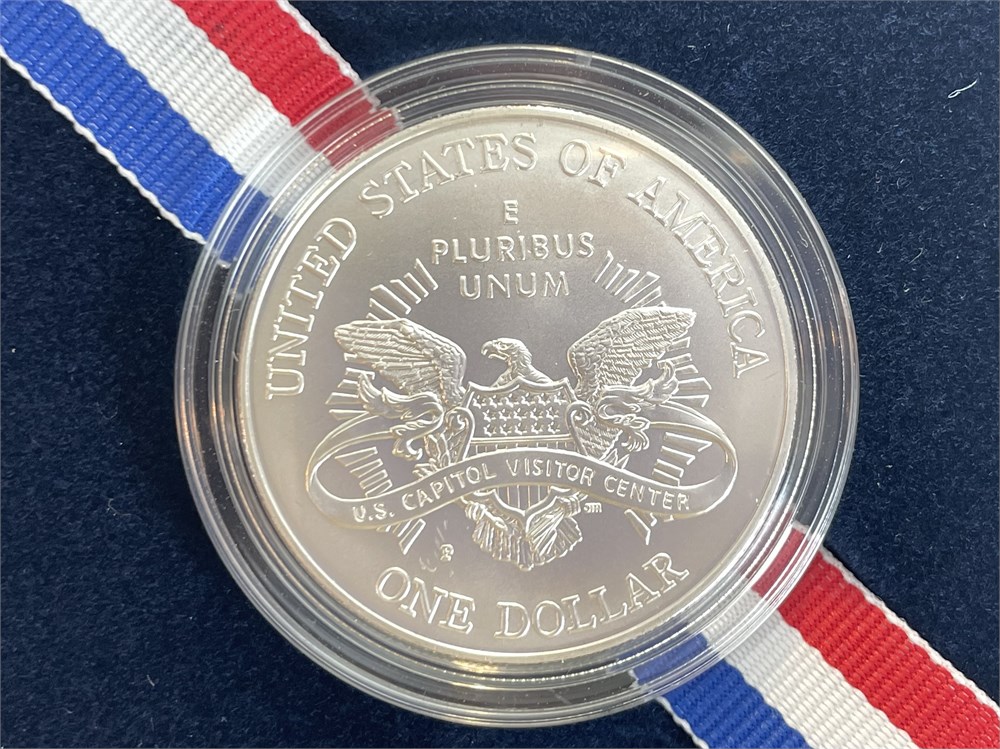 UNITED STATES OF AMERICA
E
PLURIBUS
UNUM
U.S. CAPITOL VISITOR CENTER
ONE DOLLAR